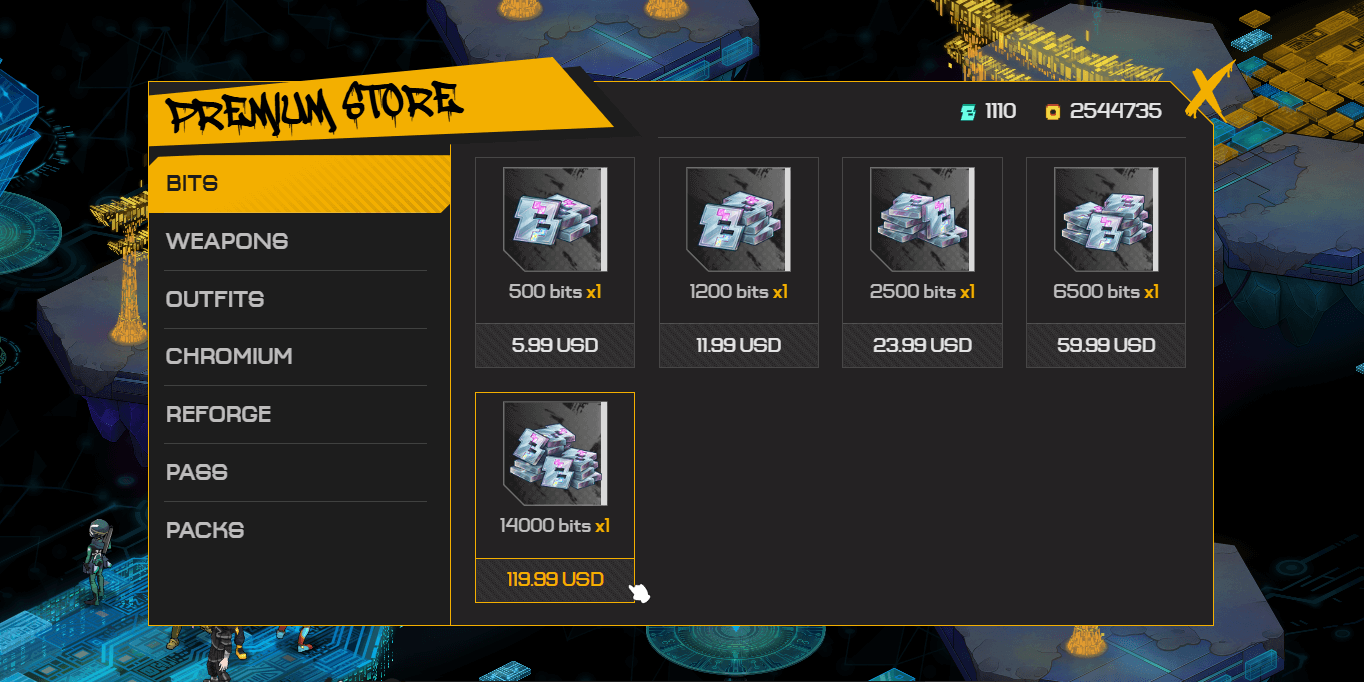 PREMIUM STORE
1110
2544735
BITS
WEAPONS
OUTFITS
CHROMIUM
REFORGE
PASS
PACKS
500 bits x1
5.99 USD
1200 bits x1
11.99 USD
2500 bits x1
23.99 USD
6500 bits x1
59.99 USD
14000 bits x1
119.99 USD